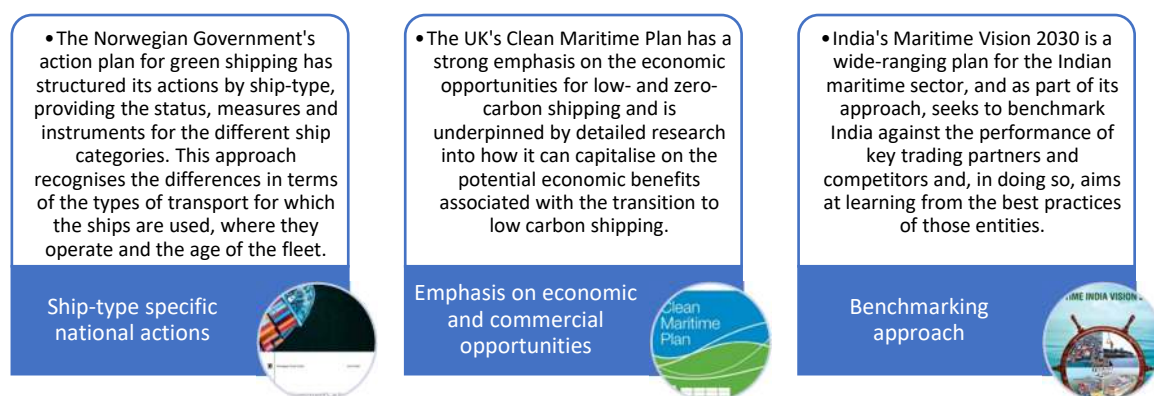 •The Norwegian Government's
action plan for green shipping has
structured its actions by ship-type,
providing the status, measures and
instruments for the different ship
categories. This approach
recognises the differences in terms
of the types of transport for which
the ships are used, where they
operate and the age of the fleet.
Ship-type specific
national actions
•The UK's Clean Maritime Plan has a
strong emphasis on the economic
opportunities for low- and zero-
carbon shipping and is
underpinned by detailed research
into how it can capitalise on the
potential economic benefits
associated with the transition to
low carbon shipping.
Emphasis on economic
and commercial
opportunities
Clean
Maritime
Plan
•India's Maritime Vision 2030 is a
wide-ranging plan for the Indian
maritime sector, and as part of its
approach, seeks to benchmark
India against the performance of
key trading partners and
competitors and, in doing so, aims
at learning from the best practices
of those entities.
Benchmarking
approach
INDIA VISION